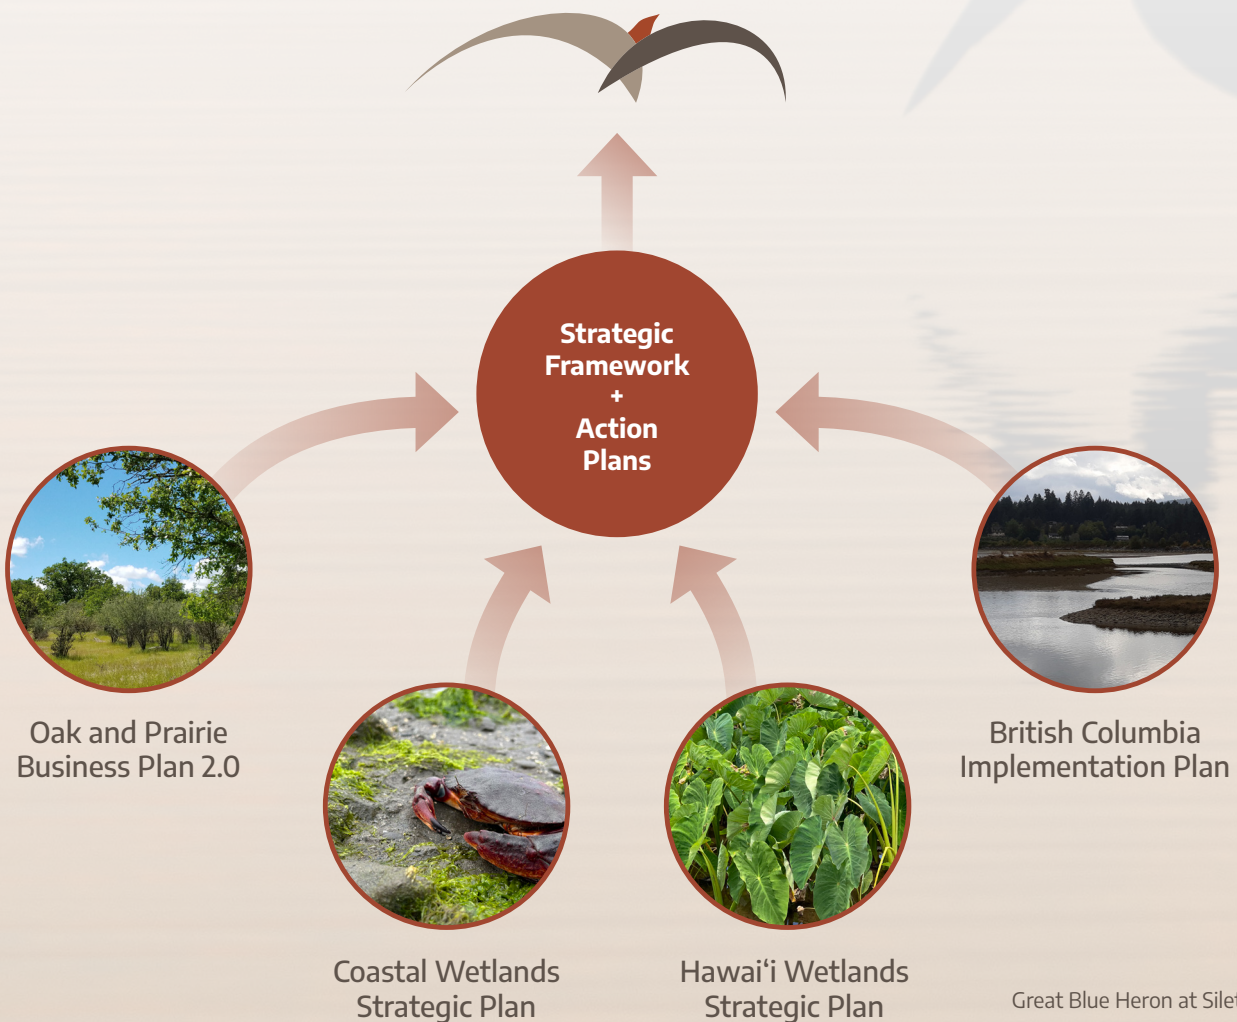 Strategic
Framework
+
Action
Plans
Oak and Prairie
Business Plan 2.0
British Columbia
Implementation Plan
Coastal Wetlands
Strategic Plan
Hawai‘i Wetlands
Strategic Plan
Great Blue Heron at